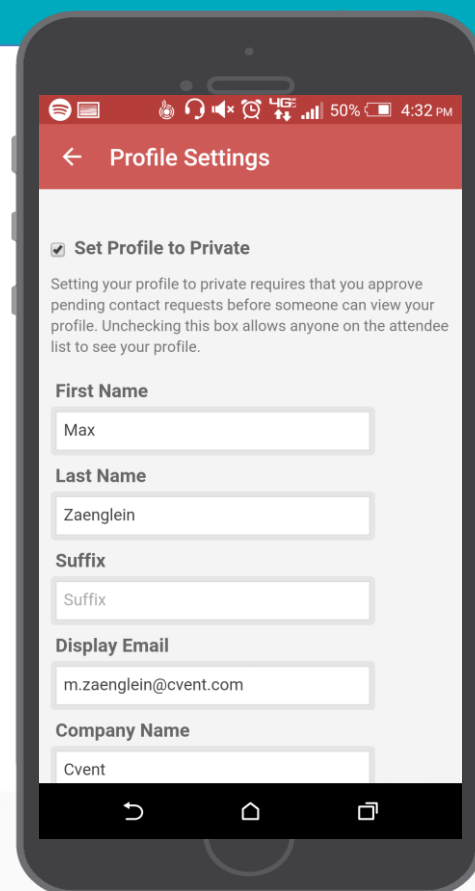 4GE 50% 4:32 PM
Profile Settings
Set Profile to Private
Setting your profile to private requires that you approve
pending contact requests before someone can view your
profile. Unchecking this box allows anyone on the attendee
list to see your profile.
First Name
Max
Last Name
Zaenglein
Suffix
Suffix
Display Email
m.zaenglein@cvent.com
Company Name
Cvent